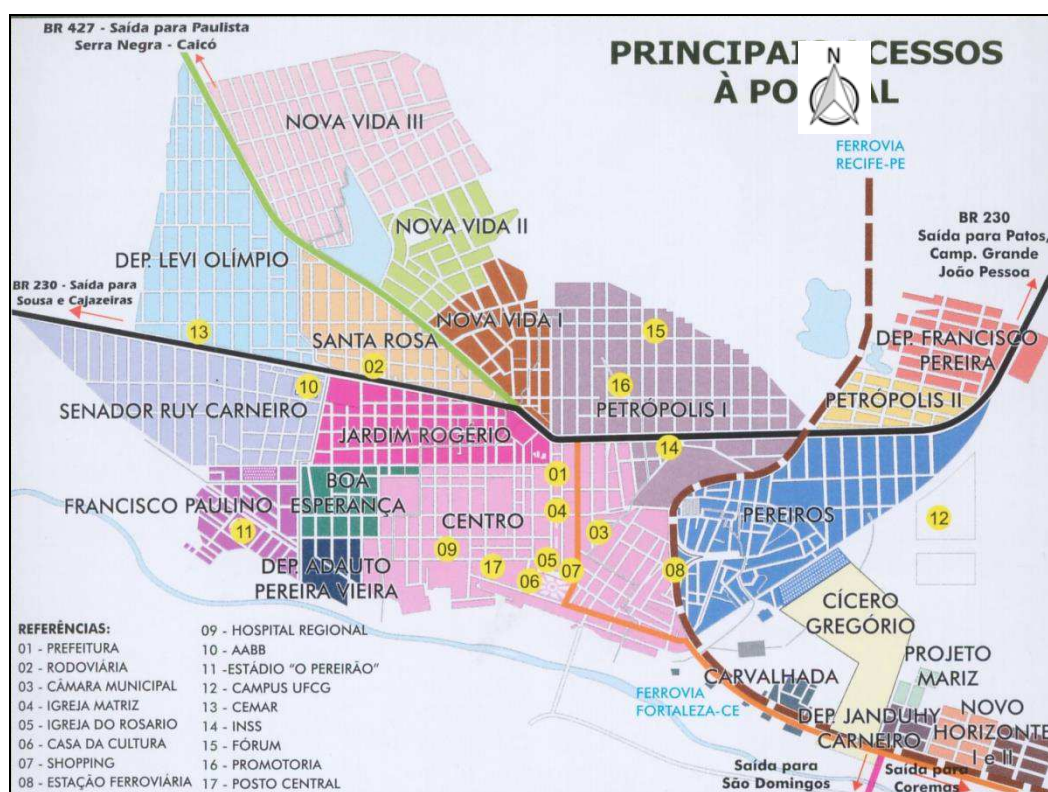 BR 427 - Saída para Paulista
Serra Negra - Caicó
PRINCIPAI CESSOS
À PO AL
N
FERROVIA
RECIFE-PE
BR 230
Saída para Patos,
Camp. Grande
João Pessoa
NOVA VIDA III
NOVA VIDA II
DEP. LEVI OLÍMPIO
BR 230 - Saída para
Sousa e Cajazeiras
NOVA VIDA I
SANTA ROSA
13
02
15
16
DEP. FRANCISCO
PEREIRA
PETRÓPOLIS II
PETRÓPOLIS I
10
SENADOR RUY CARNEIRO
JARDIM ROGÉRIO
14
01
BOA
ESPERANÇA
FRANCISCO PAULINO
11
CENTRO
04
03
PEREIROS
12
09
17
05
06
07
08
DEP. ADAUTO
PEREIRA VIEIRA
CÍCERO
GREGÓRIO
PROJETO
MARIZ
CARVALHADA
FERROVIA
FORTALEZA-CE
DEP. JANDUHY
CARNEIRO
NOVO
HORIZONTE
I e II
Saída para
São Domingos
Saída para
Coremas
REFERÊNCIAS:
01 - PREFEITURA
02 - RODOVIÁRIA
03 - CÂMARA MUNICIPAL
04 - IGREJA MATRIZ
05 - IGREJA DO ROSARIO
06 - CASA DA CULTURA
07 - SHOPPING
08 - ESTAÇÃO FERROVIÁRIA
09 - HOSPITAL REGIONAL
10 - AABB
11 -ESTÁDIO "O PEREIRÃO"
12 - CAMPUS UFCG
13 - CEMAR
14 - INSS
15 - FÓRUM
16 - PROMOTORIA
17 - POSTO CENTRAL